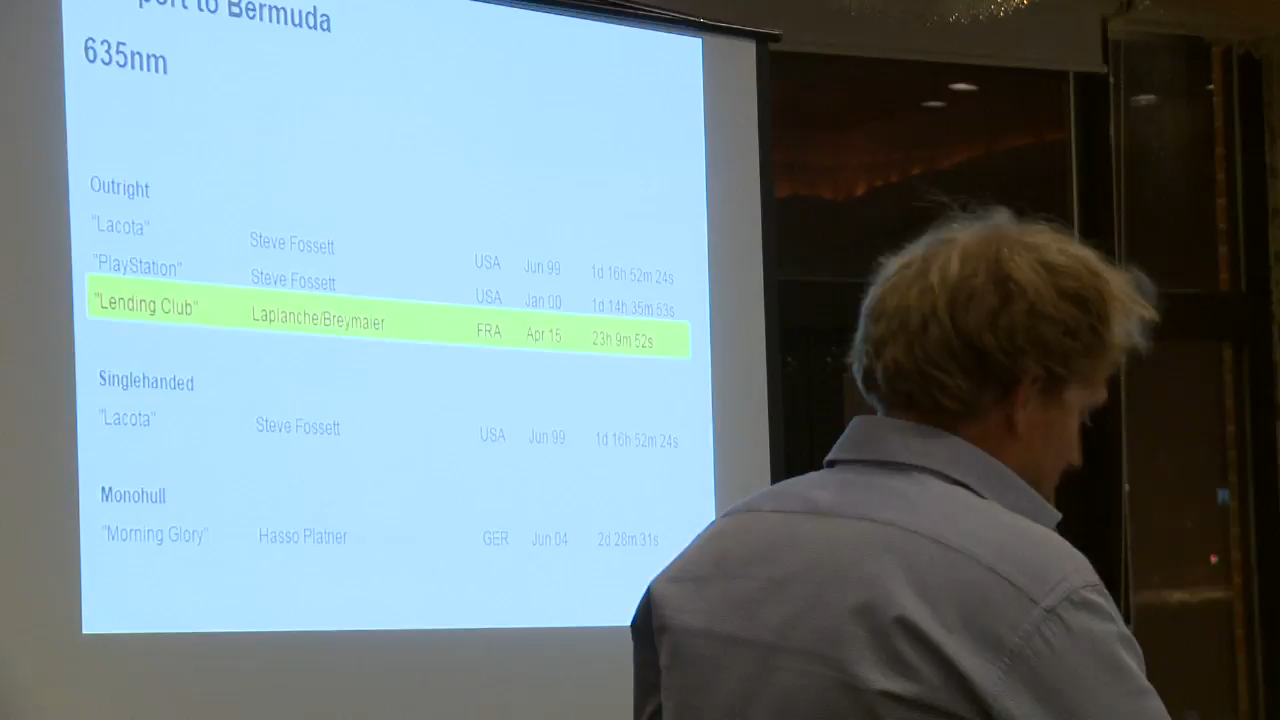 port to Bermuda
635nm
Outright
"Lacota" Steve Fossett USA Jun 99 1d 16h 52m 24s
"PlayStation" Steve Fossett USA Jan 00 1d 14h 35m 53s
"Lending Club" Laplanche/Breymaier FRA Apr 15 23h 9m 52s
Singlehanded
"Lacota" Steve Fossett USA Jun 99 1d 16h 52m 24s
Monohull
"Morning Glory" Hasso Platner GER Jun 04 2d 28m 31s